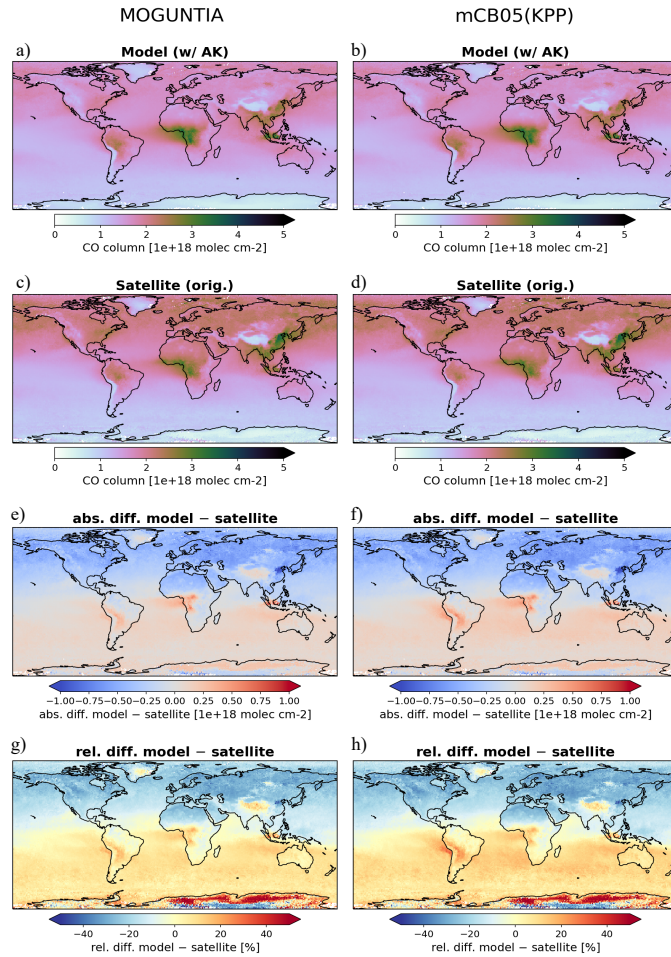 MOGUNTIA mCB05(KPP)
a) b)
Model (w/ AK) Model (w/ AK)
0 1 2 3 4 5 0 1 2 3 4 5
CO column [1e+18 molec cm-2] CO column [1e+18 molec cm-2]
c) d)
Satellite (orig.) Satellite (orig.)
0 1 2 3 4 5 0 1 2 3 4 5
CO column [1e+18 molec cm-2] CO column [1e+18 molec cm-2]
e) f)
abs. diff. model − satellite abs. diff. model − satellite
−1.00−0.75−0.50−0.25 0.00 0.25 0.50 0.75 1.00 −1.00−0.75−0.50−0.25 0.00 0.25 0.50 0.75 1.00
abs. diff. model − satellite [1e+18 molec cm-2] abs. diff. model − satellite [1e+18 molec cm-2]
g) h)
rel. diff. model − satellite rel. diff. model − satellite
−40 −20 0 20 40 −40 −20 0 20 40
rel. diff. model − satellite [%] rel. diff. model − satellite [%]